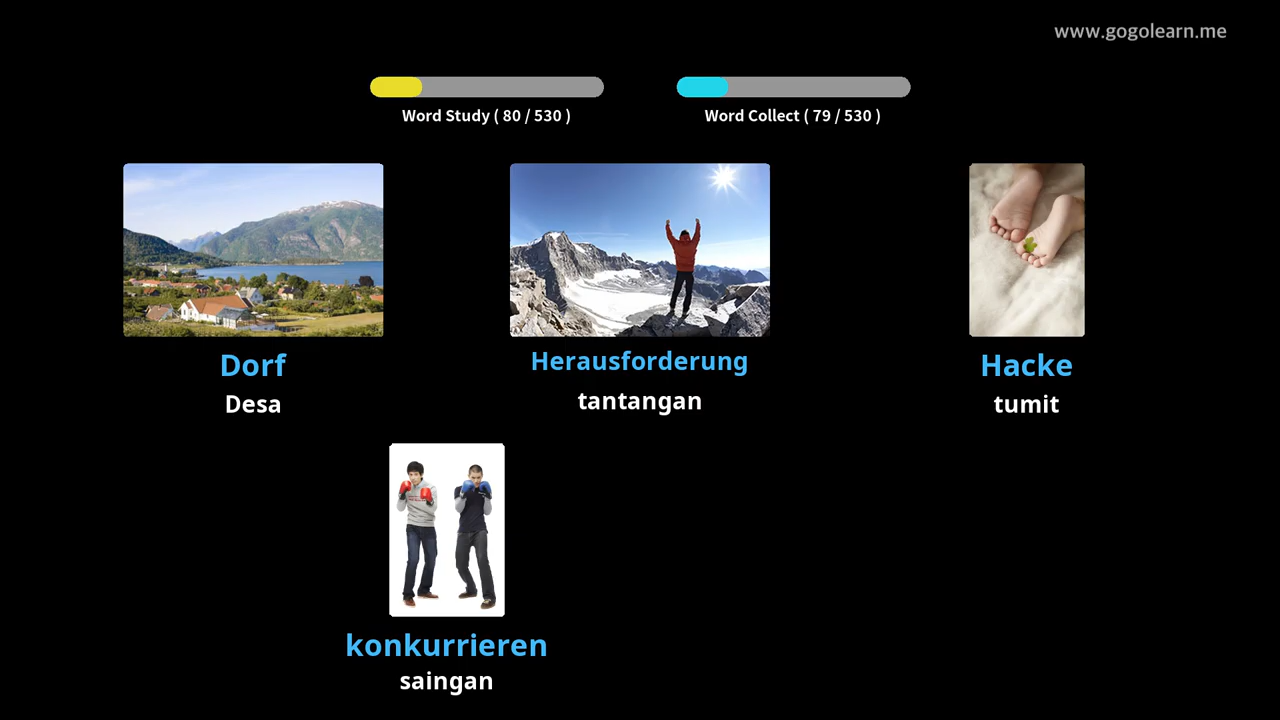 www.gogolearn.me
Word Study ( 80 / 530 )
Word Collect ( 79 / 530 )
Dorf
Desa
Herausforderung
tantangan
Hacke
tumit
konkurrieren
saingan